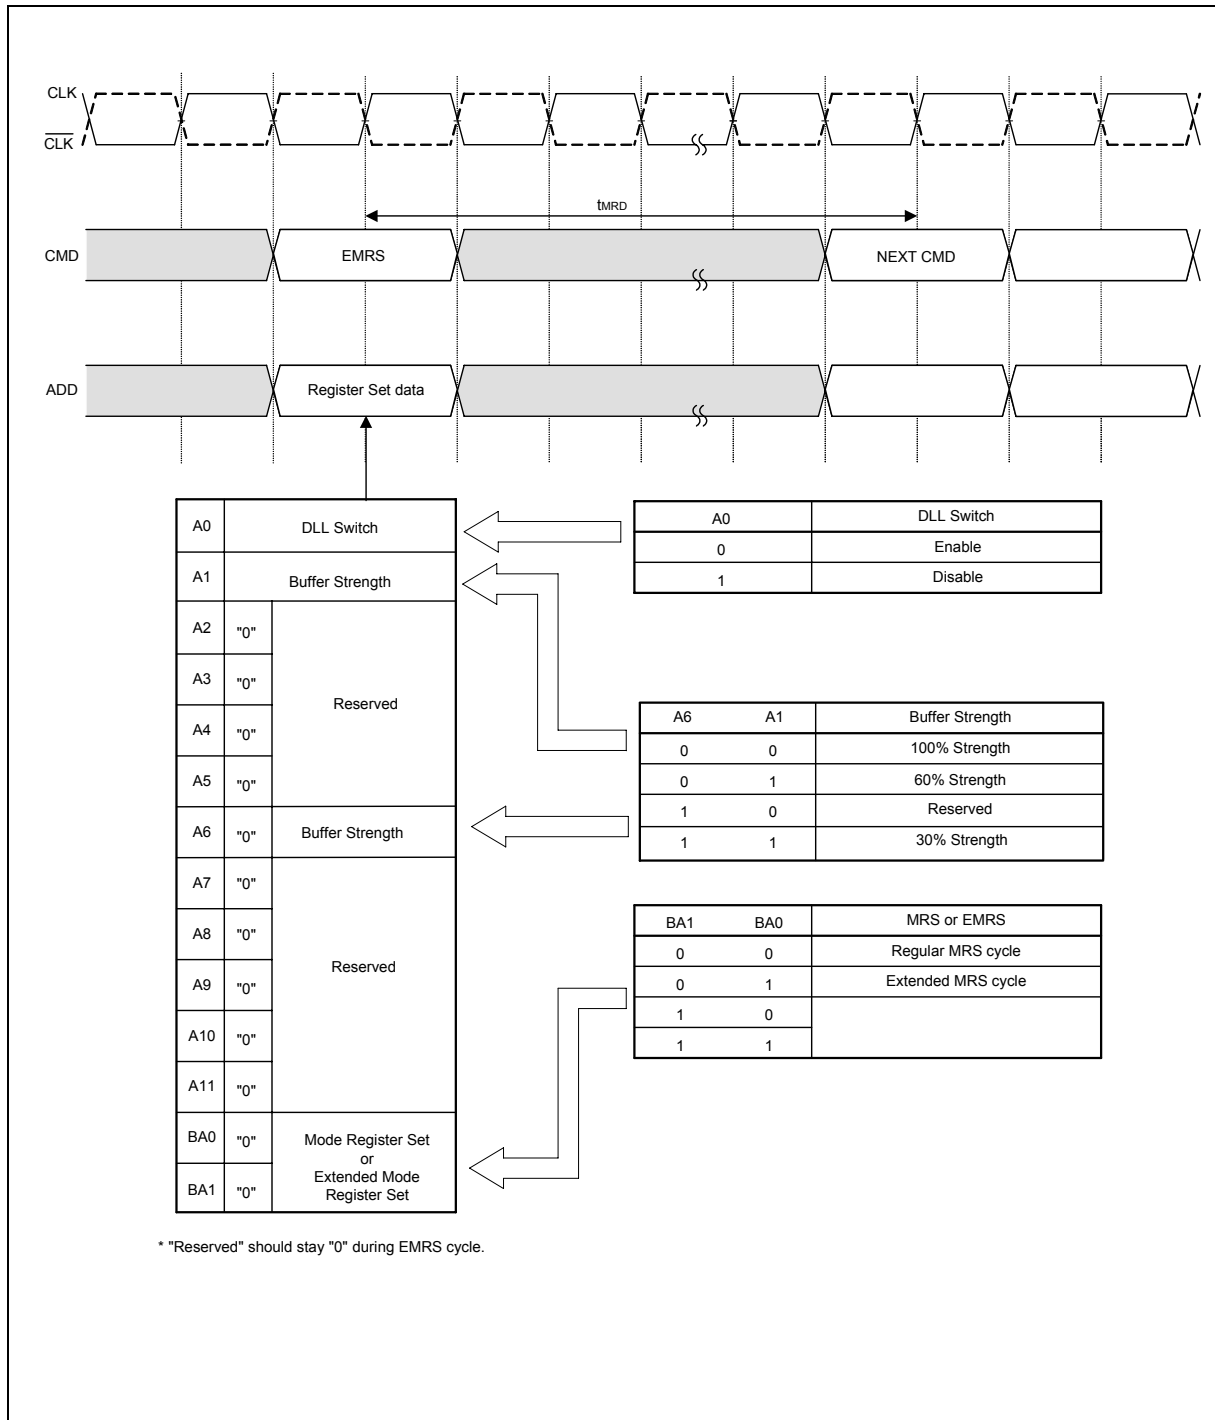 CLK
CLK
tMRD
CMD
EMRS
NEXT CMD
ADD
Register Set data
A0 DLL Switch
A1 Buffer Strength
A2 "0"
A3 "0"
Reserved
A4 "0"
A5 "0"
A6 "0" Buffer Strength
A7 "0"
A8 "0"
Reserved
A9 "0"
A10 "0"
A11 "0"
BA0 "0"
BA1 "0"
Mode Register Set
or
Extended Mode
Register Set
A0 DLL Switch
0 Enable
1 Disable
A6 A1 Buffer Strength
0 0 100% Strength
0 1 60% Strength
1 0 Reserved
1 1 30% Strength
BA1 BA0 MRS or EMRS
0 0 Regular MRS cycle
0 1 Extended MRS cycle
1 0
1 1
* "Reserved" should stay "0" during EMRS cycle.